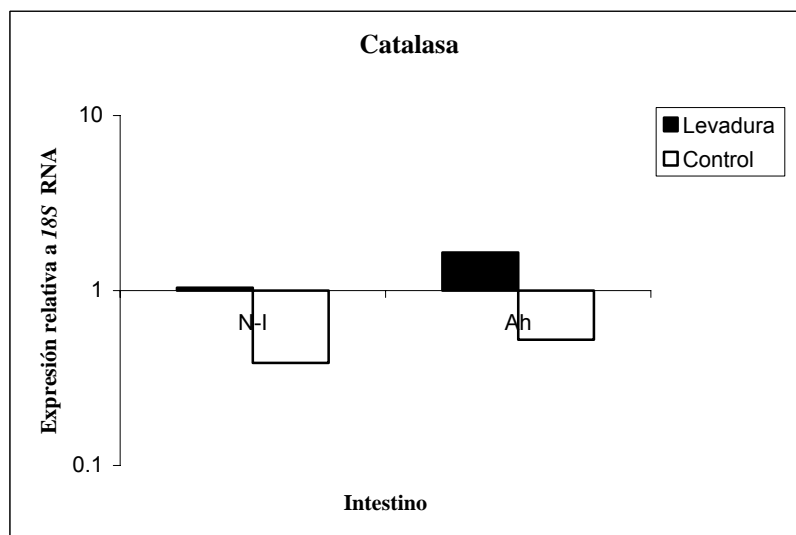 Catalasa
10
1
0.1
Expresión relativa a 18S RNA
N-I
Ah
Intestino
Levadura
Control